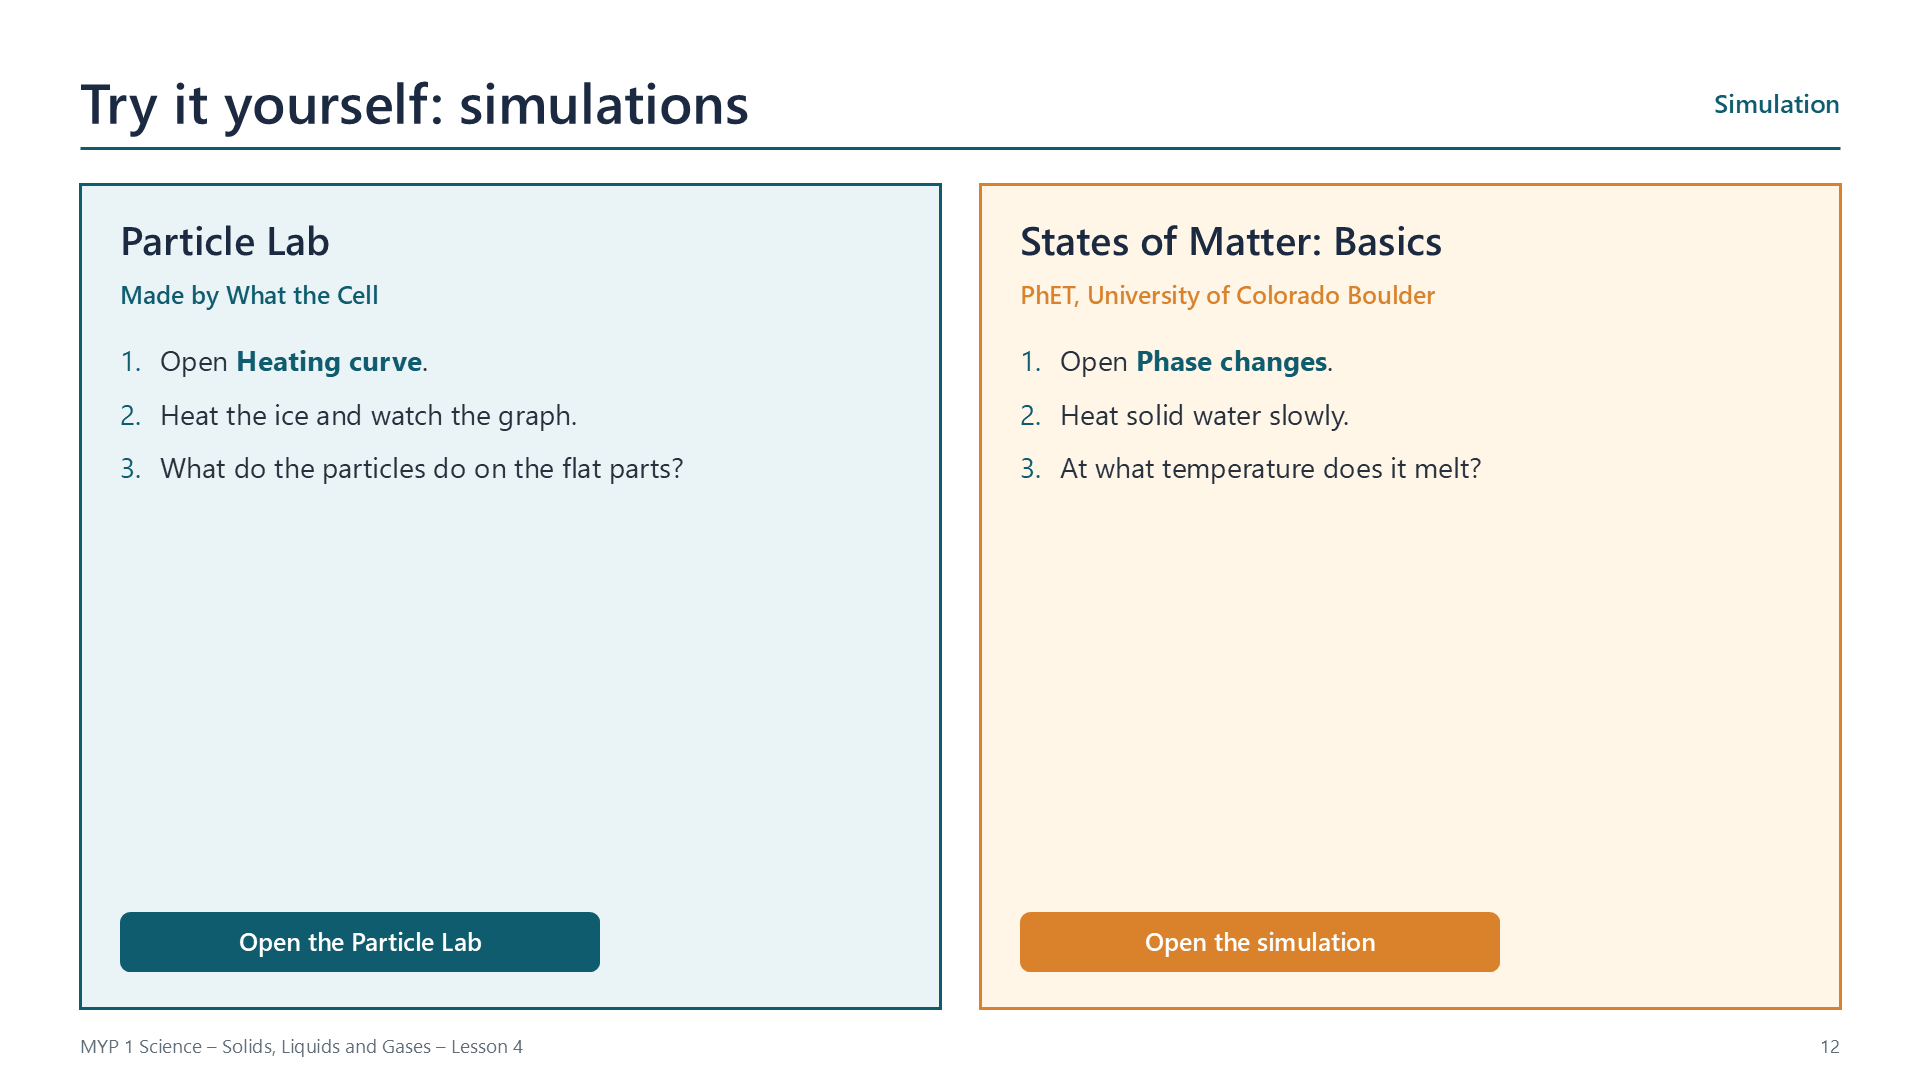 Try it yourself: simulations
Simulation
Particle Lab
Made by What the Cell
1. Open Heating curve.
2. Heat the ice and watch the graph.
3. What do the particles do on the flat parts?
Open the Particle Lab
States of Matter: Basics
PhET, University of Colorado Boulder
1. Open Phase changes.
2. Heat solid water slowly.
3. At what temperature does it melt?
Open the simulation
MYP 1 Science – Solids, Liquids and Gases – Lesson 4
12